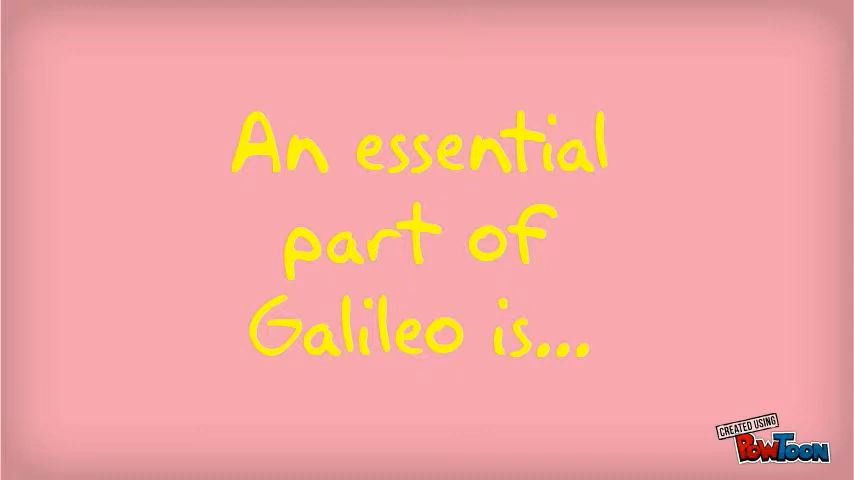 An essential
part of
Galileo is...
CREATED USING
POWTOON